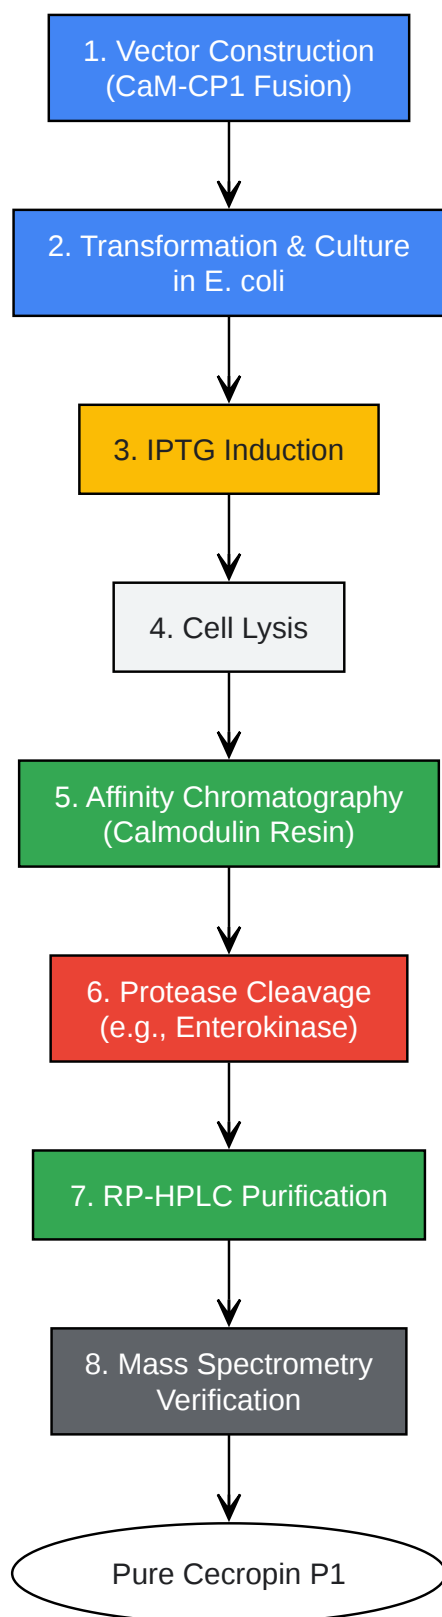 1. Vector Construction
(CaM-CP1 Fusion)
2. Transformation & Culture
in E. coli
3. IPTG Induction
4. Cell Lysis
5. Affinity Chromatography
(Calmodulin Resin)
6. Protease Cleavage
(e.g., Enterokinase)
7. RP-HPLC Purification
8. Mass Spectrometry
Verification
Pure Cecropin P1